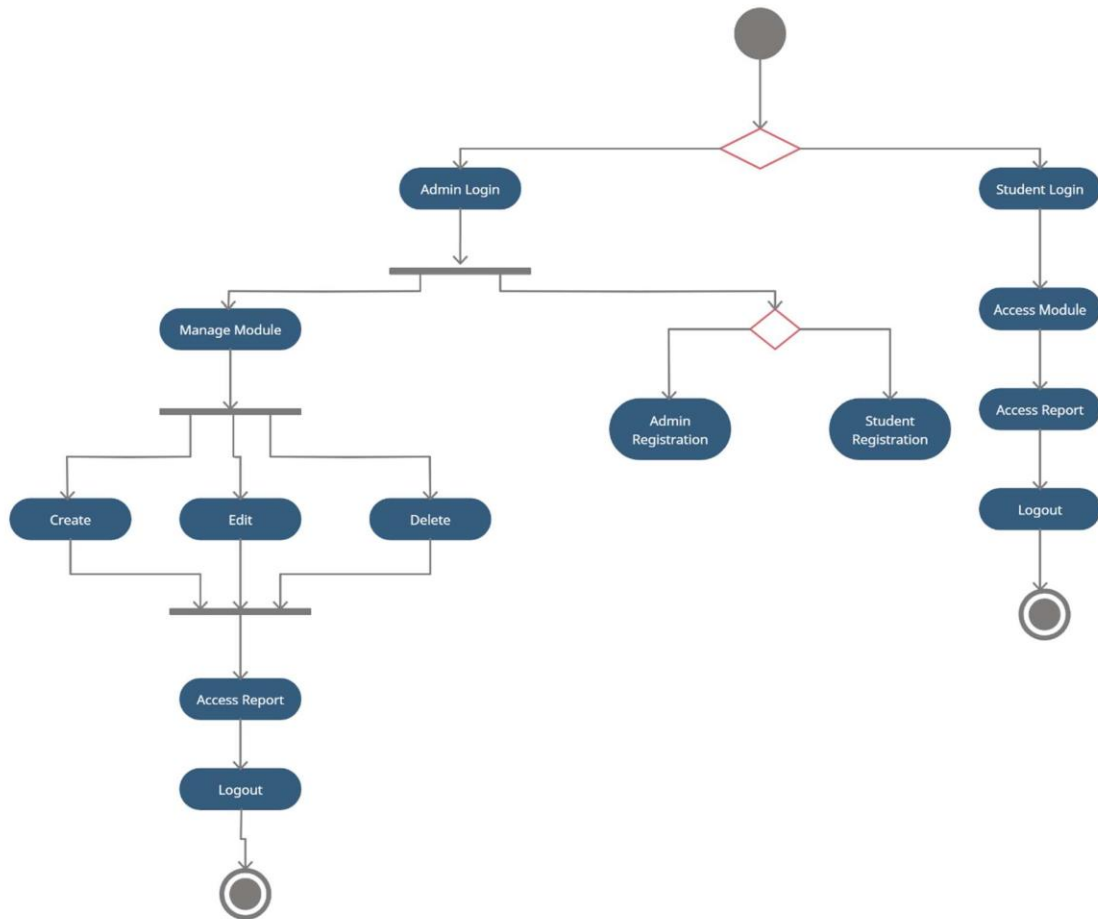 Admin Login
Student Login
Manage Module
Access Module
Admin
Registration
Student
Registration
Access Report
Create
Edit
Delete
Logout
Access Report
Logout